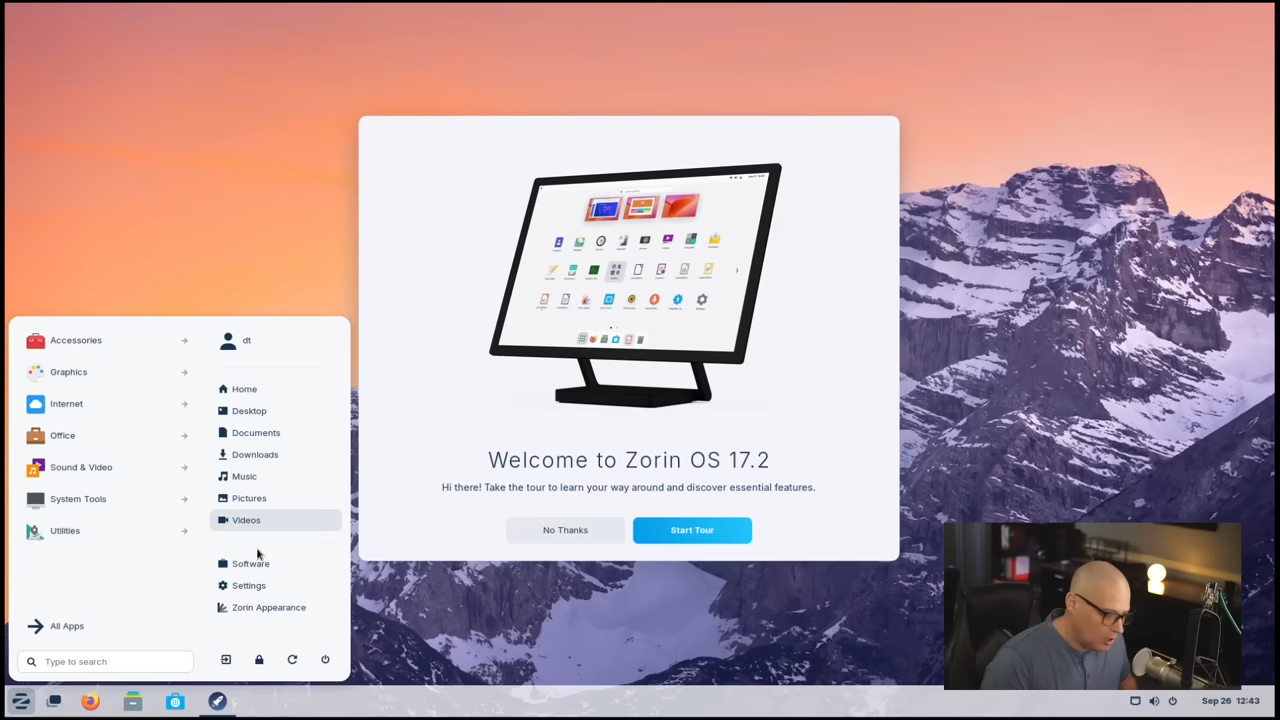 Accessories
Graphics
Internet
Office
Sound & Video
System Tools
Utilities
All Apps
Type to search
dt
Home
Desktop
Documents
Downloads
Music
Pictures
Videos
Software
Settings
Zorin Appearance
Welcome to Zorin OS 17.2
Hi there! Take the tour to learn your way around and discover essential features.
No Thanks
Start Tour
Sep 26 12:43